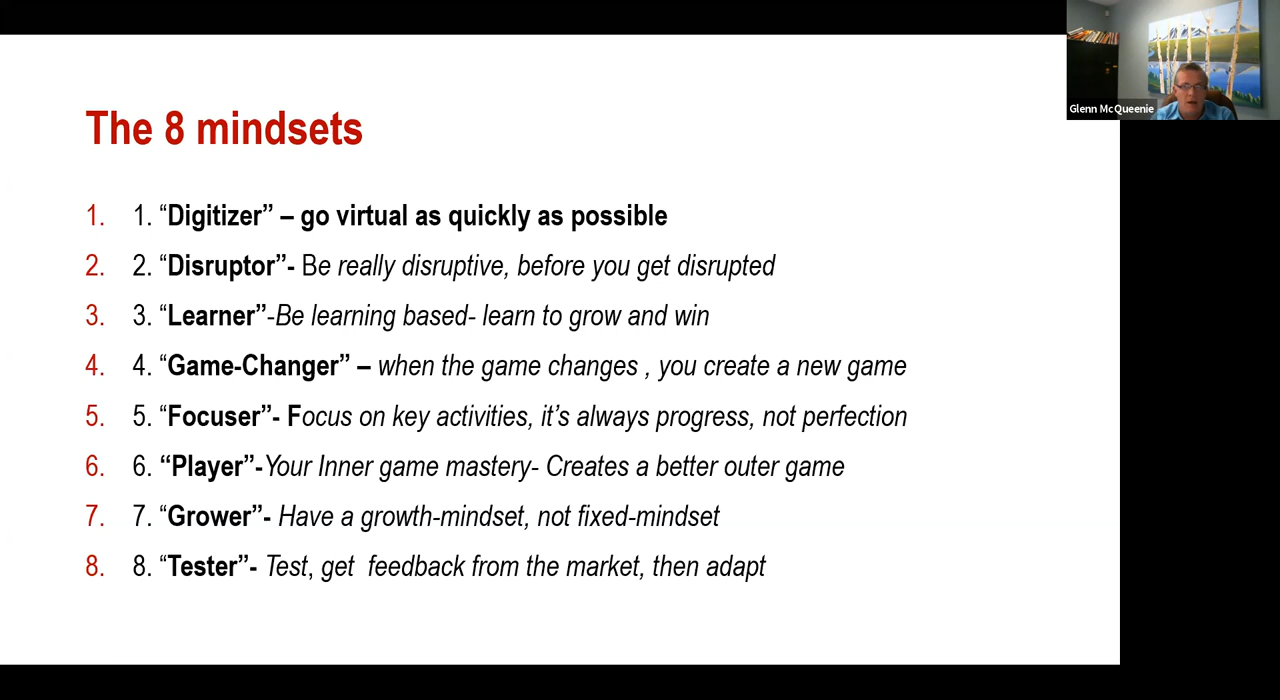 The 8 mindsets
Glenn McQueenie
1. 1. “Digitizer” – go virtual as quickly as possible
2. 2. “Disruptor”- Be really disruptive, before you get disrupted
3. 3. “Learner”-Be learning based- learn to grow and win
4. 4. “Game-Changer” – when the game changes , you create a new game
5. 5. “Focuser”- Focus on key activities, it’s always progress, not perfection
6. 6. “Player”-Your Inner game mastery- Creates a better outer game
7. 7. “Grower”- Have a growth-mindset, not fixed-mindset
8. 8. “Tester”- Test, get  feedback from the market, then adapt